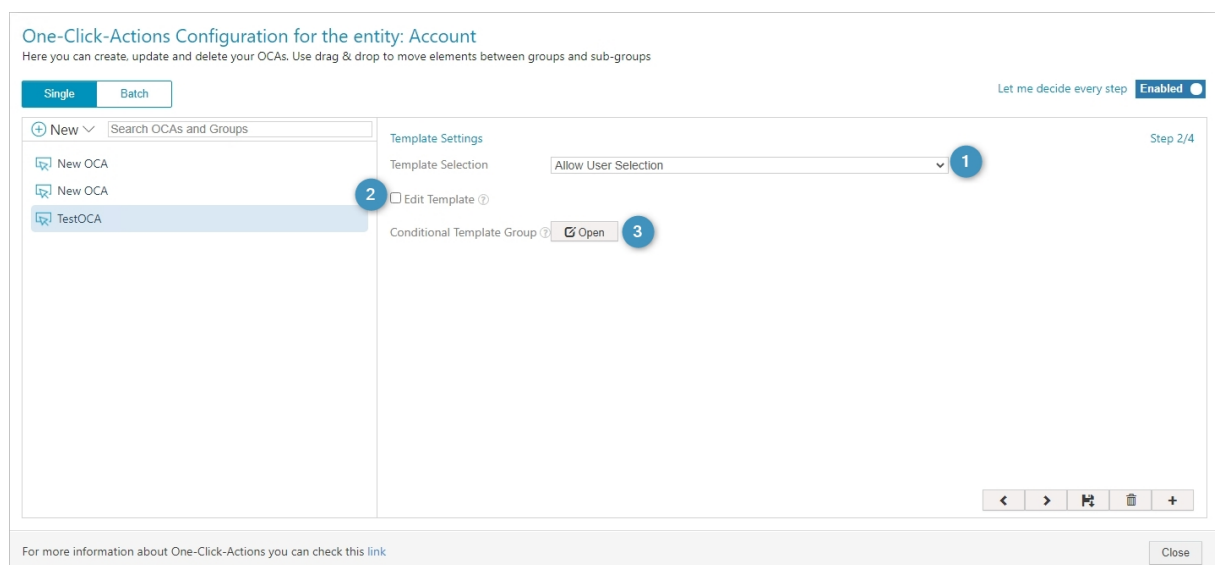 One-Click-Actions Configuration for the entity: Account
Here you can create, update and delete your OCAs. Use drag & drop to move elements between groups and sub-groups
Single Batch
Let me decide every step Enabled
New Search OCAs and Groups
Template Settings Step 2/4
New OCA
Template Selection Allow User Selection 1
New OCA
2 Edit Template ?
TestOCA
Conditional Template Group ? Open 3
For more information about One-Click-Actions you can check this link
Close